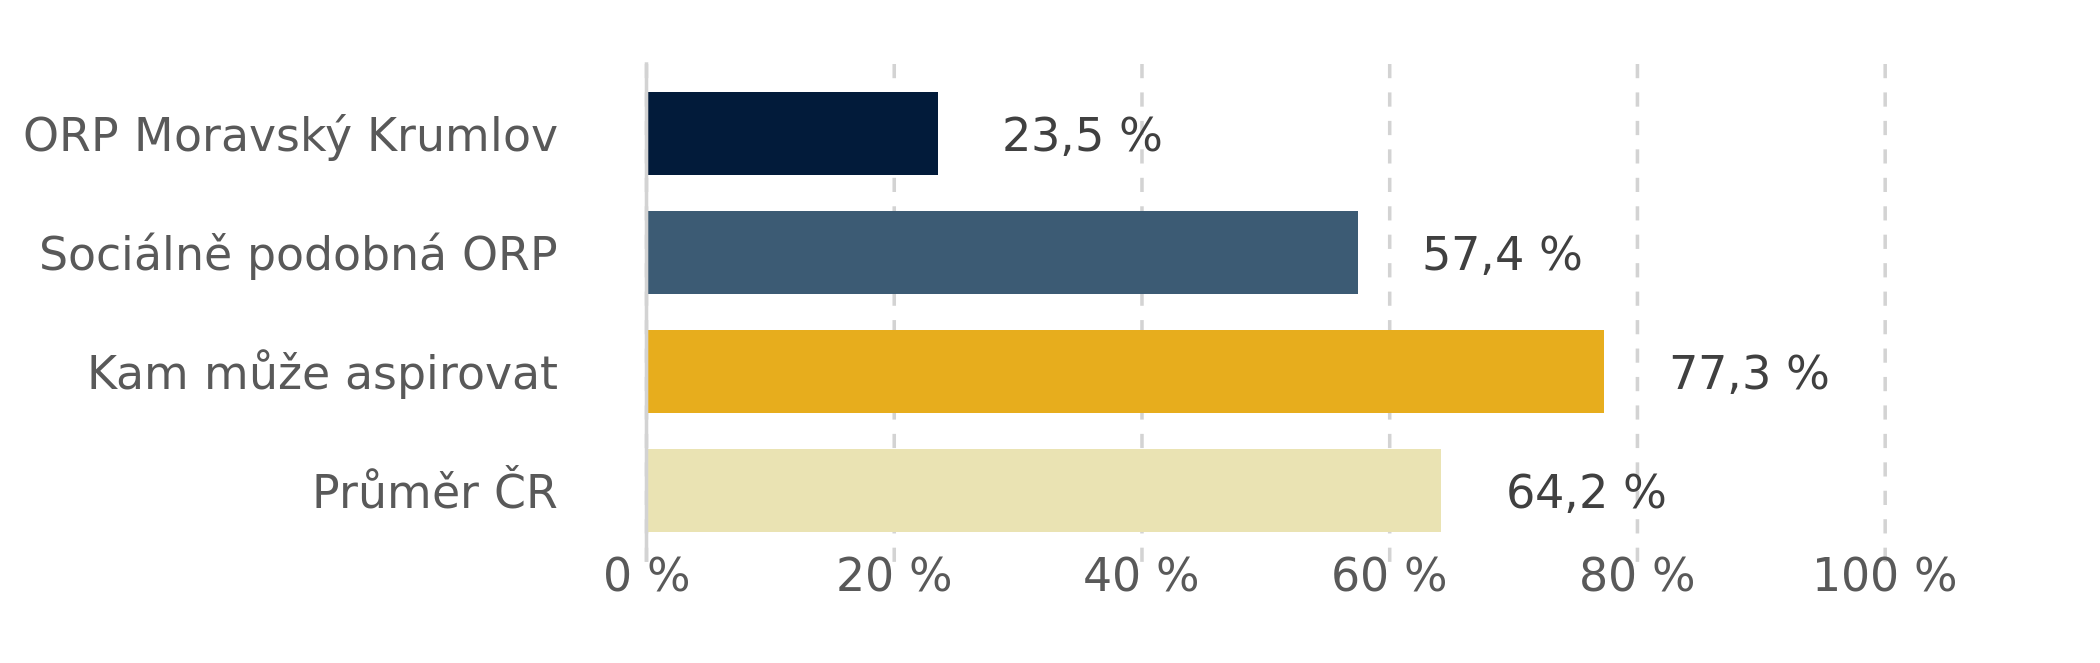 ORP Moravský Krumlov 23,5 %
Sociálně podobná ORP 57,4 %
Kam může aspirovat 77,3 %
Průměr ČR 64,2 %
0 % 20 % 40 % 60 % 80 % 100 %